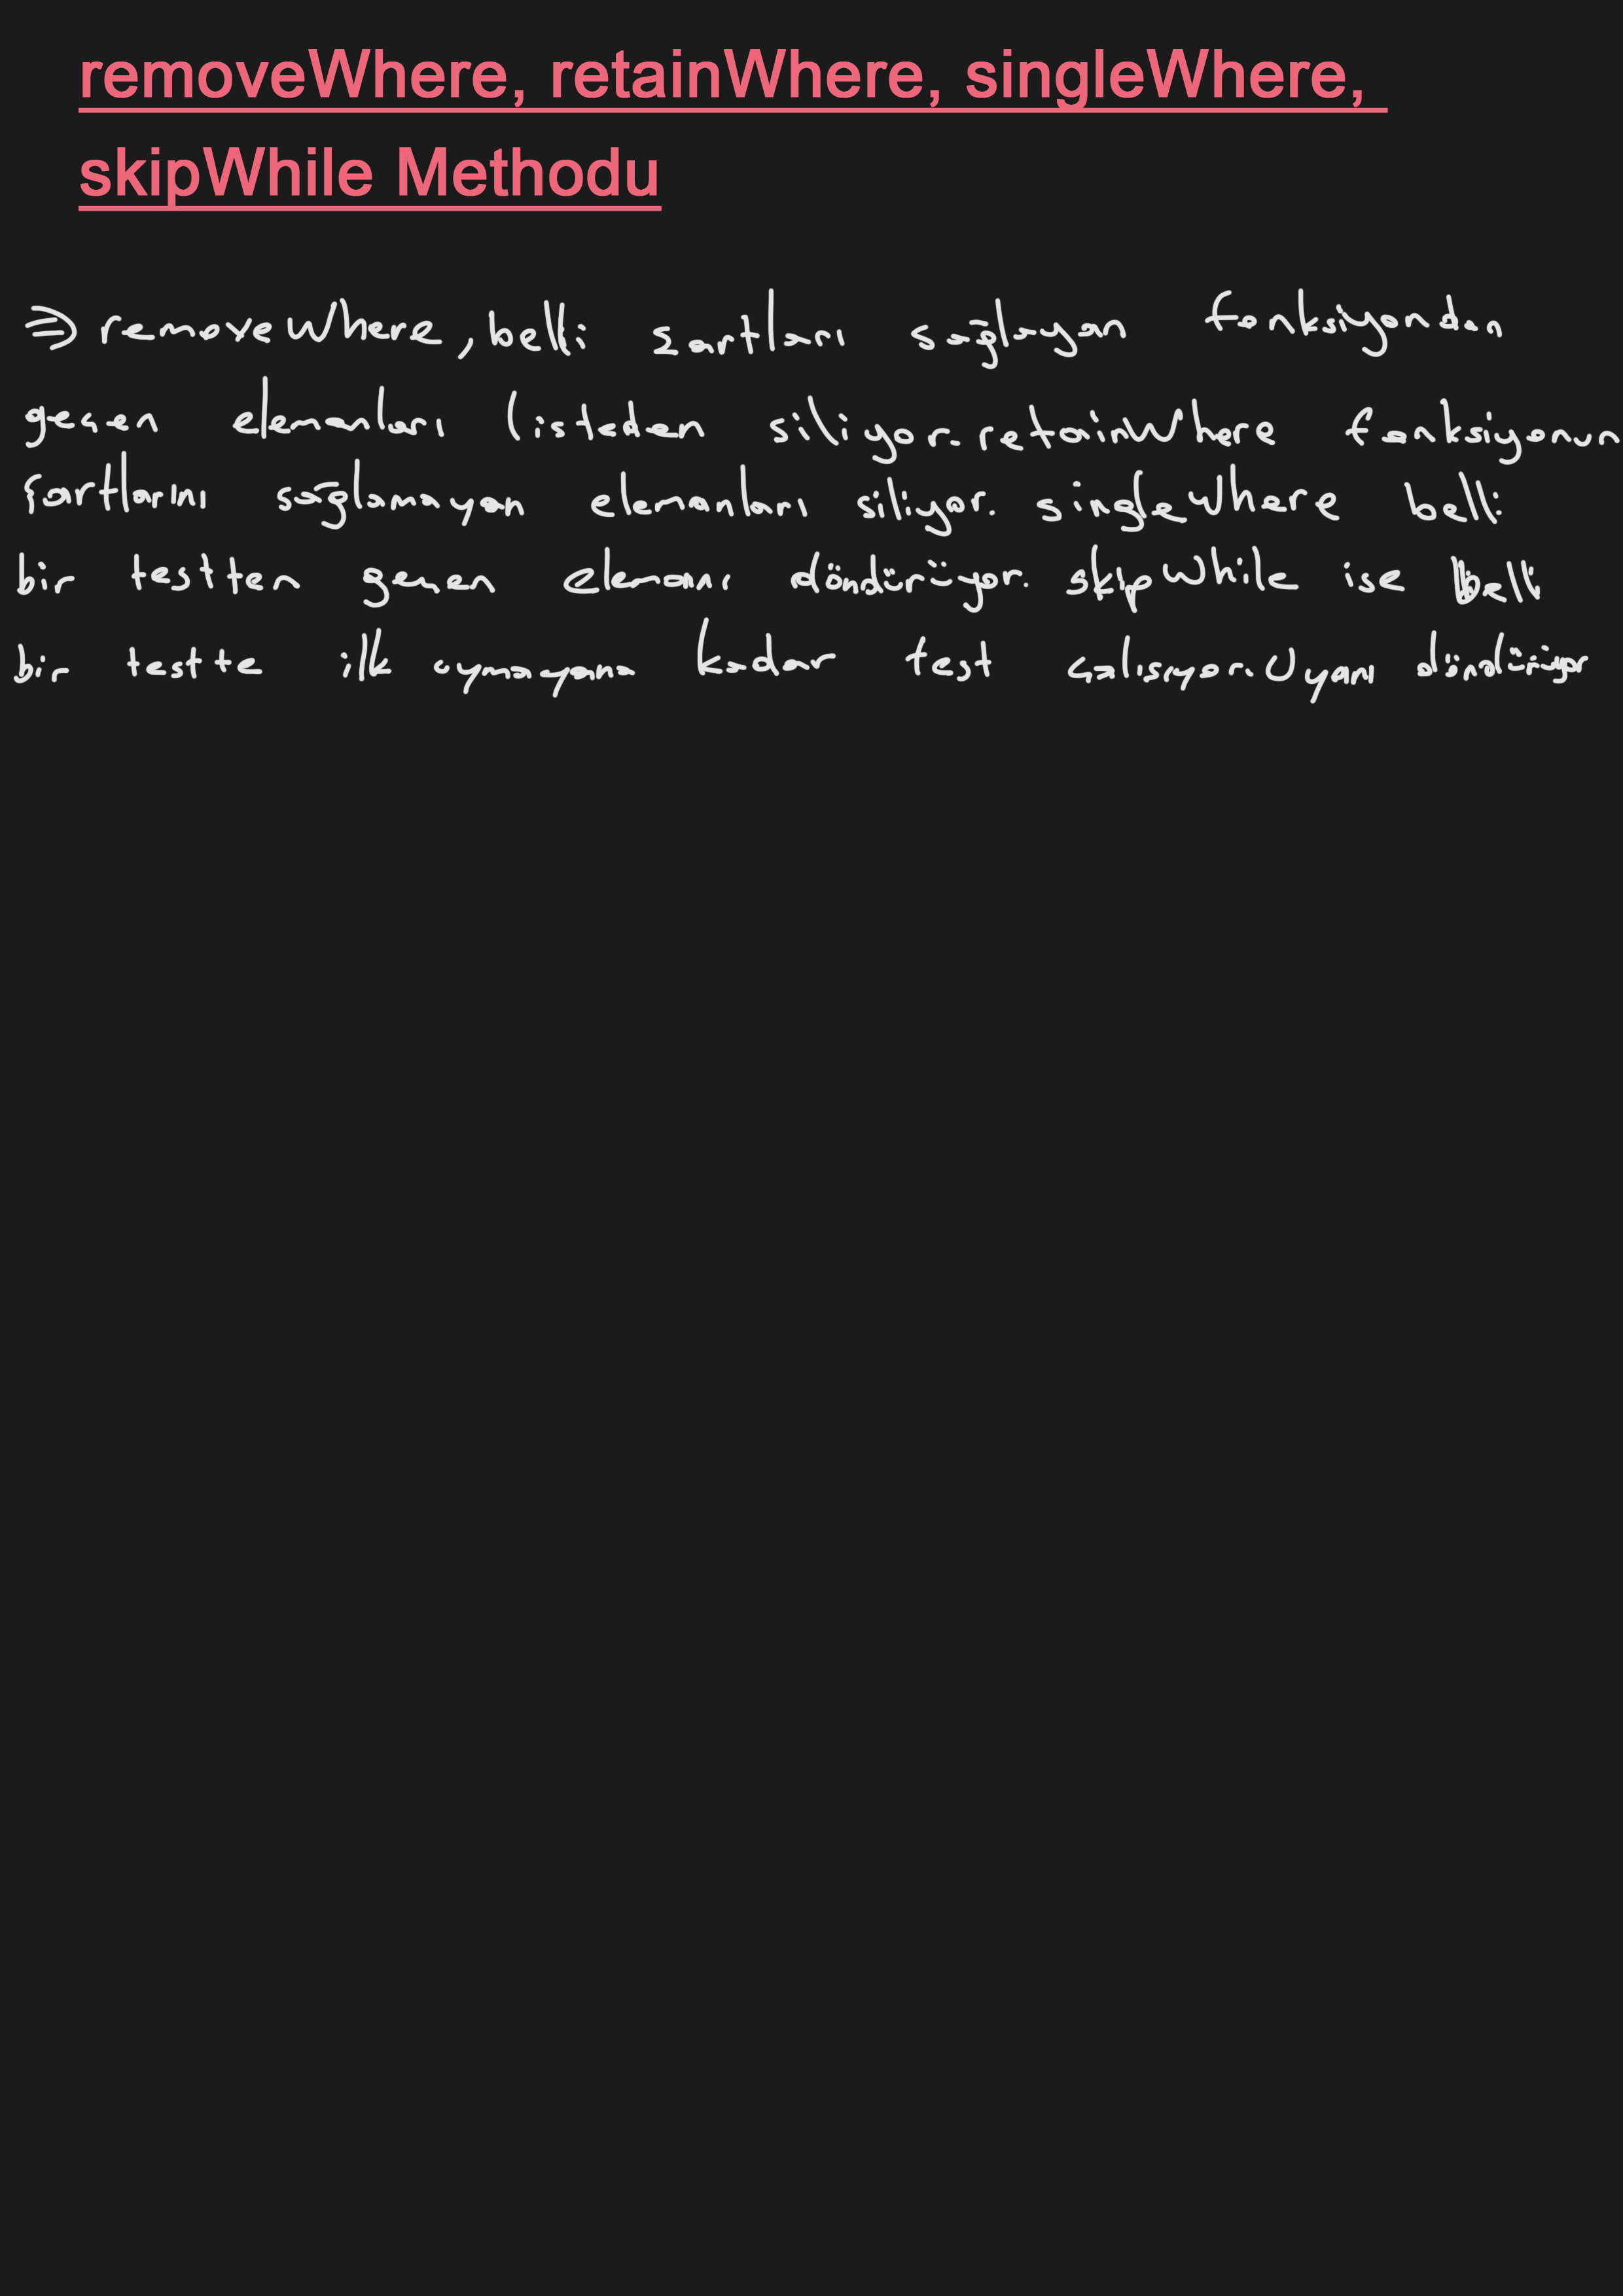 removeWhere, retainWhere, singleWhere,
skipWhile Methodu
⇒ removeWhere, belli şartları sağlayan fonksiyondan
geçen elemanları listeden siliyor. retainWhere fonksiyonun
şartlarını sağlamayan elemanları siliyor. singleWhere belli
bir testten geçen elemanı döndürüyor. skipWhile ise belli
bir testte ilk uymayana kadar test çalışıyor. Uyanı döndürüyor